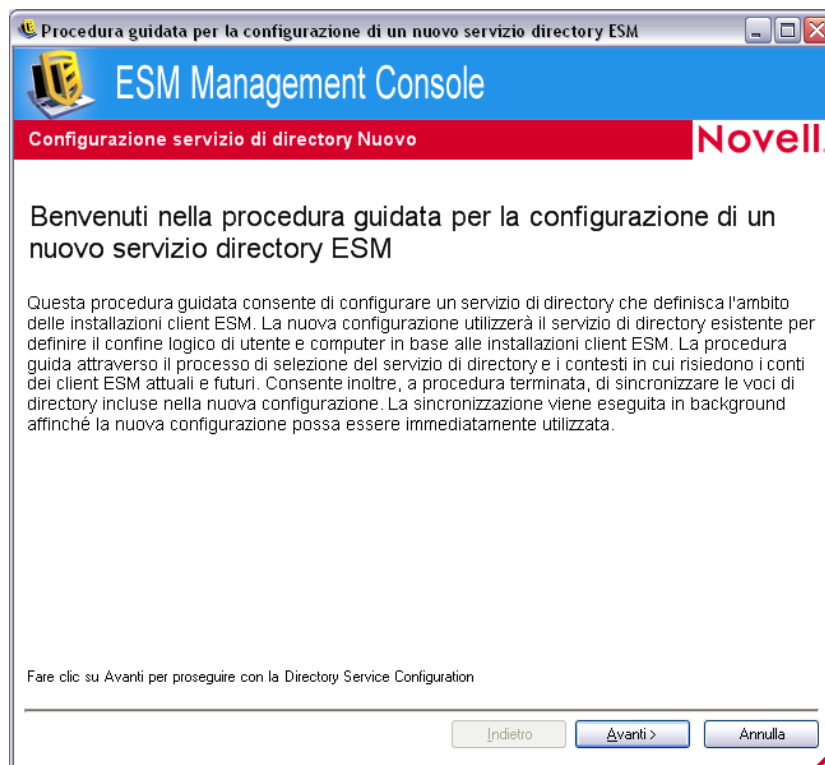 Procedura guidata per la configurazione di un nuovo servizio directory ESM
ESM Management Console
Configurazione servizio di directory Nuovo
Novell.
Benvenuti nella procedura guidata per la configurazione di un
nuovo servizio directory ESM
Questa procedura guidata consente di configurare un servizio di directory che definisca l'ambito
delle installazioni client ESM. La nuova configurazione utilizzerà il servizio di directory esistente per
definire il confine logico di utente e computer in base alle installazioni client ESM. La procedura
guida attraverso il processo di selezione del servizio di directory e i contesti in cui risiedono i conti
dei client ESM attuali e futuri. Consente inoltre, a procedura terminata, di sincronizzare le voci di
directory incluse nella nuova configurazione. La sincronizzazione viene eseguita in background
affinché la nuova configurazione possa essere immediatamente utilizzata.
Fare clic su Avanti per proseguire con la Directory Service Configuration
Indietro
Avanti >
Annulla